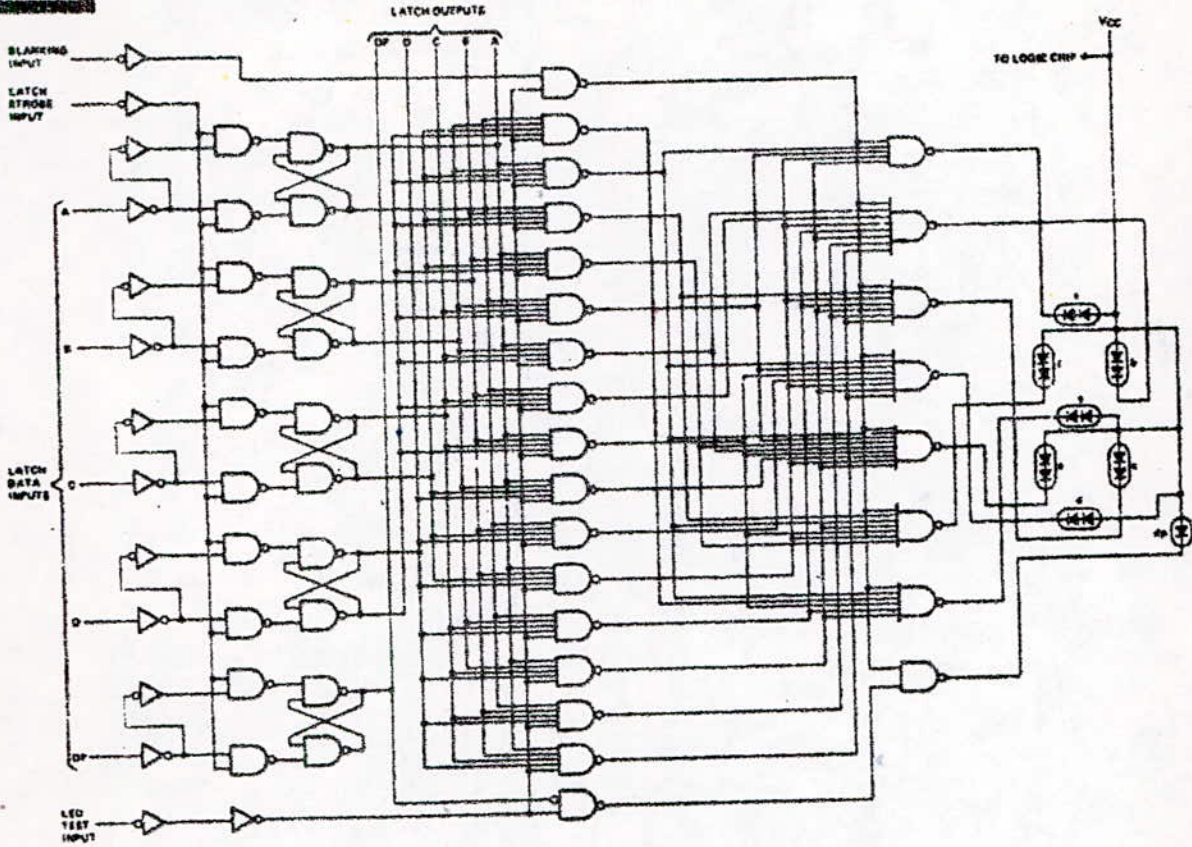 LATCH OUTPUTS
DP D C B A
VCC
TO LOGIC CHIP
BLANKING
INPUT
LATCH
STROBE
INPUT
A
B
LATCH
DATA
INPUTS
C
D
DP
LED
TEST
INPUT
f
b
d
dp